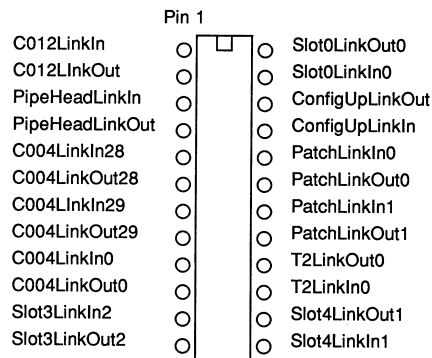 Pin 1
C012LinkIn
C012LInkOut
PipeHeadLinkIn
PipeHeadLinkOut
C004LinkIn28
C004LinkOut28
C004LInkIn29
C004LinkOut29
C004LinkIn0
C004LinkOut0
Slot3LinkIn2
Slot3LinkOut2
Slot0LinkOut0
Slot0LinkIn0
ConfigUpLinkOut
ConfigUpLinkIn
PatchLinkIn0
PatchLinkOut0
PatchLinkIn1
PatchLinkOut1
T2LinkOut0
T2LinkIn0
Slot4LinkOut1
Slot4LinkIn1